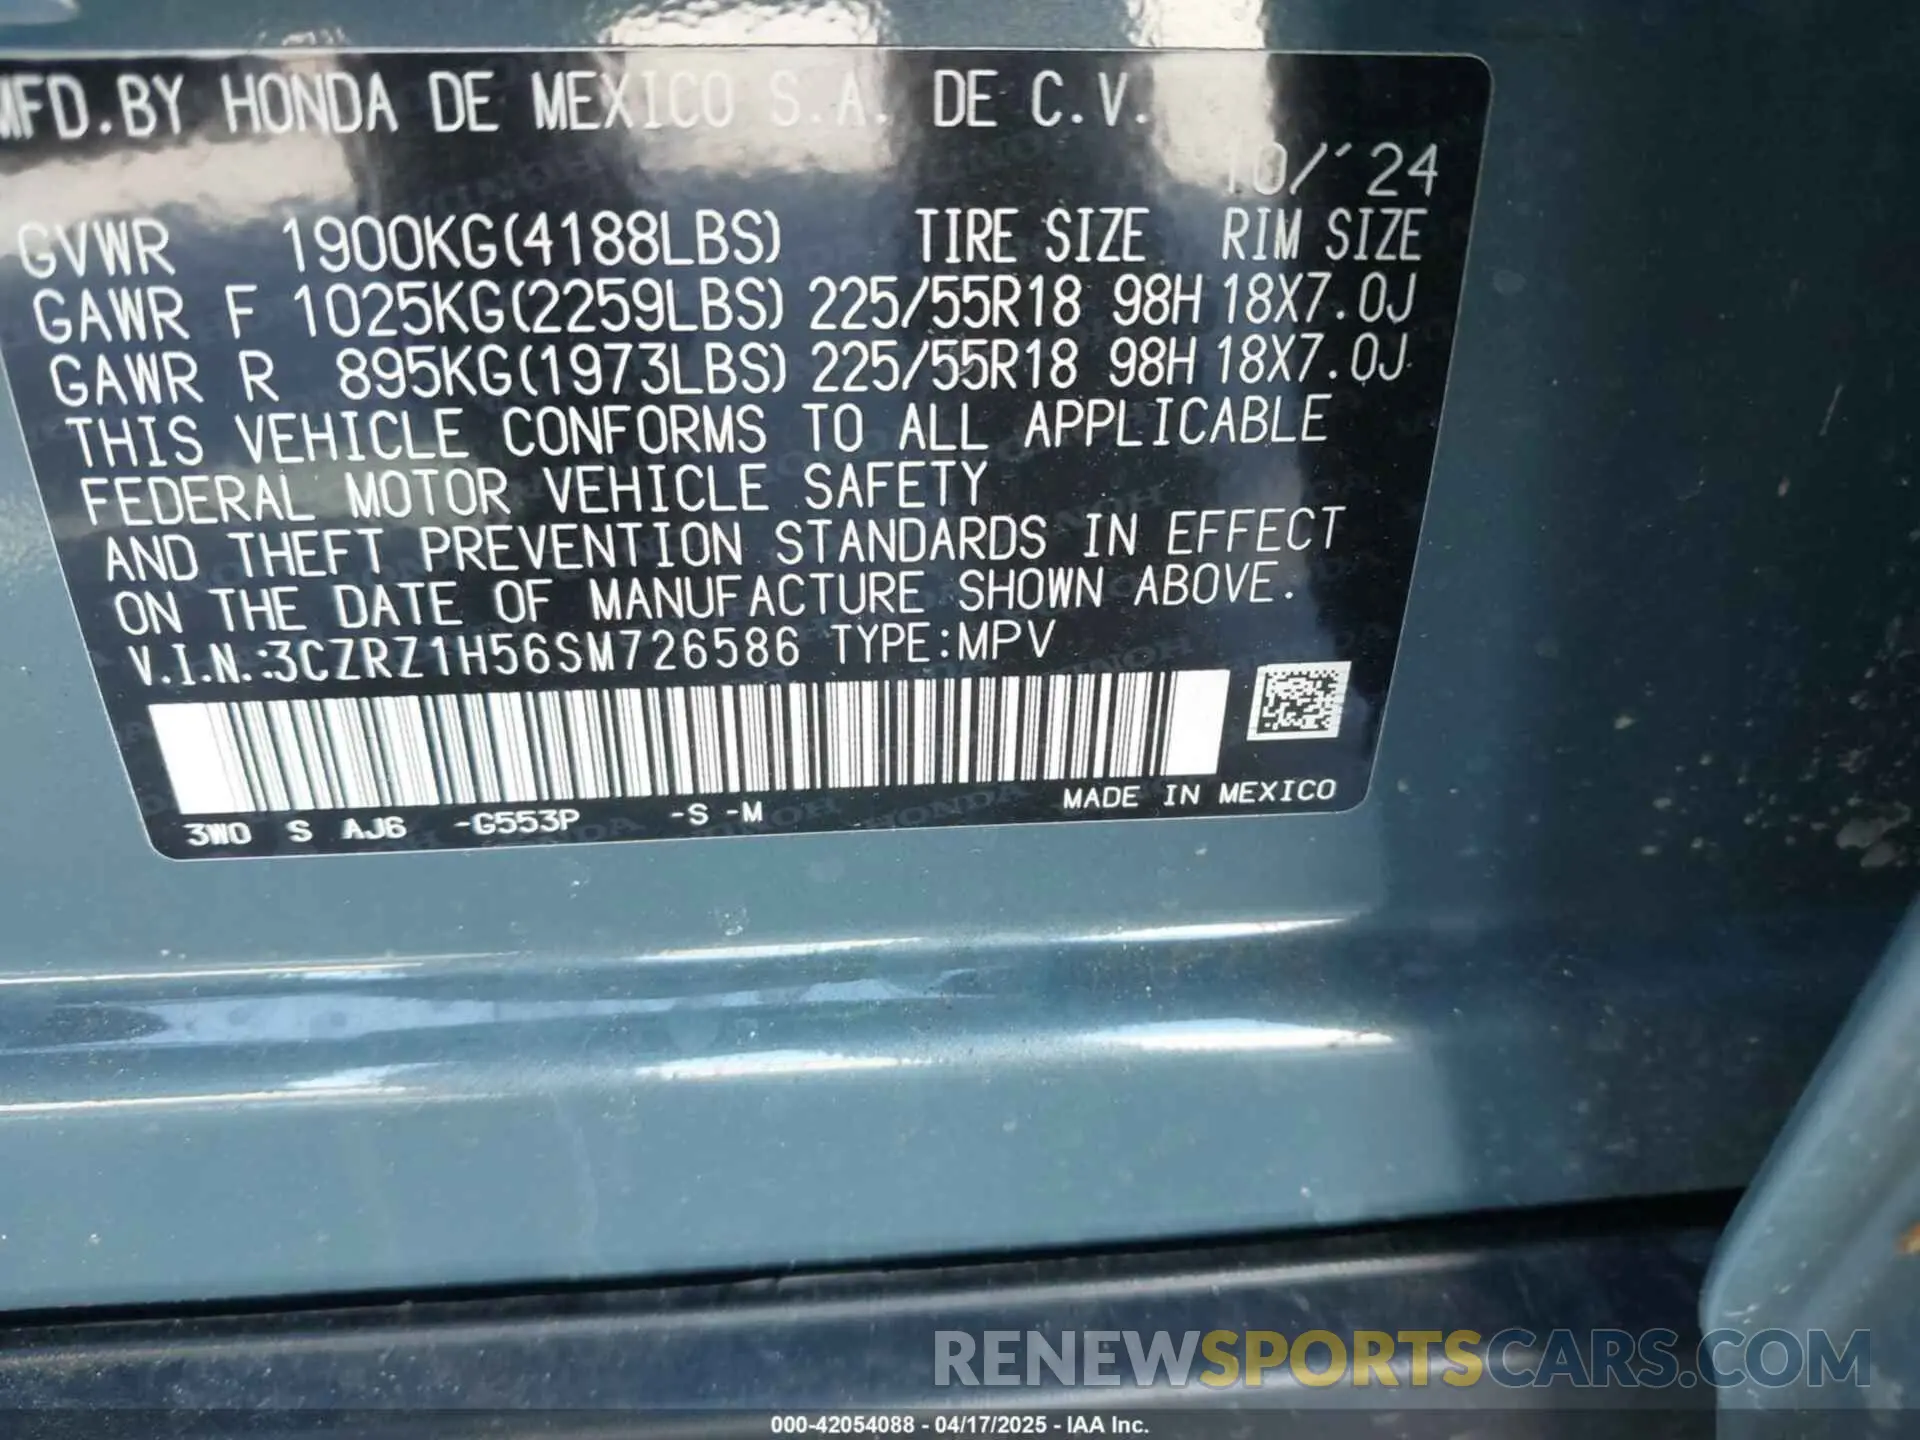 MFD.BY HONDA DE MEXICO S.A. DE C.V.
10/´24
GVWR 1900KG(4188LBS) TIRE SIZE RIM SIZE
GAWR F 1025KG(2259LBS) 225/55R18 98H 18X7.0J
GAWR R 895KG(1973LBS) 225/55R18 98H 18X7.0J
THIS VEHICLE CONFORMS TO ALL APPLICABLE
FEDERAL MOTOR VEHICLE SAFETY
AND THEFT PREVENTION STANDARDS IN EFFECT
ON THE DATE OF MANUFACTURE SHOWN ABOVE.
V.I.N.:3CZRZ1H56SM726586 TYPE:MPV
3W0 S AJ6 -G553P -S -M MADE IN MEXICO
RENEWSPORTSCARS.COM
000-42054088 - 04/17/2025 - IAA Inc.